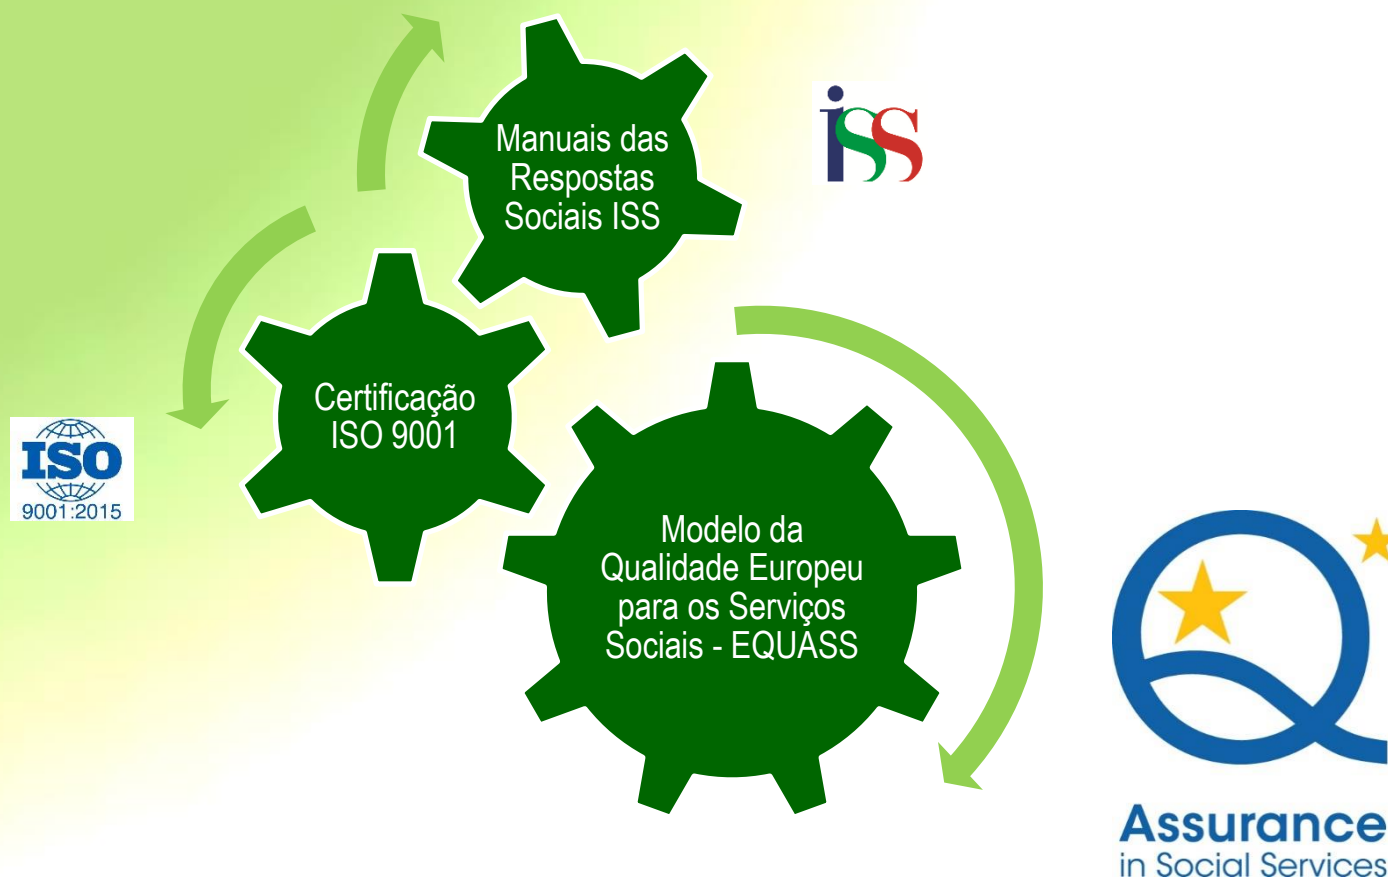 Manuais das
Respostas
Sociais ISS
iss
Certificação
ISO 9001
ISO
9001:2015
Modelo da
Qualidade Europeu
para os Serviços
Sociais - EQUASS
Assurance
in Social Services